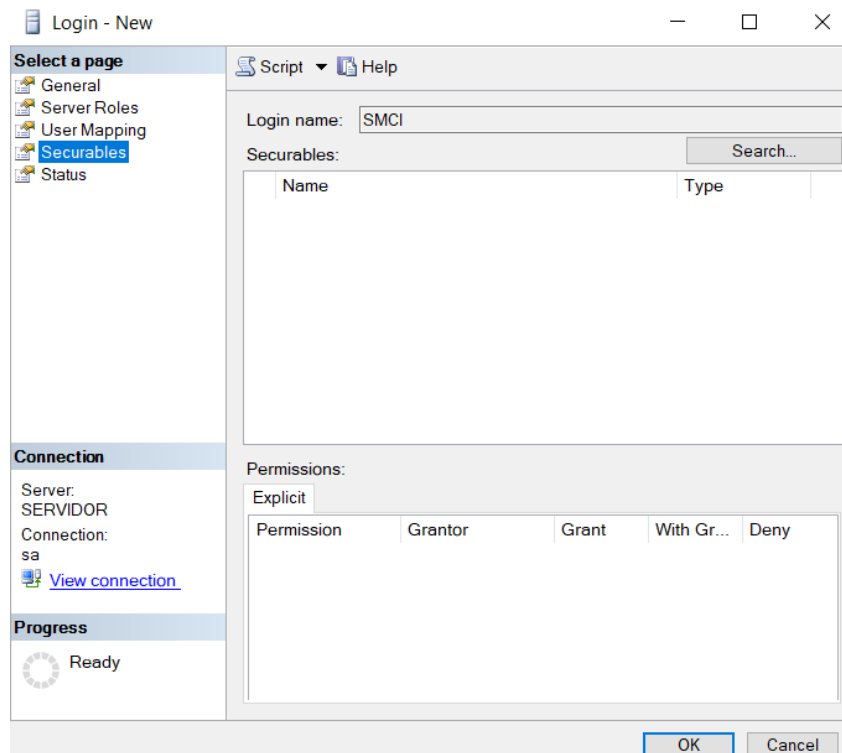 Login - New
Select a page
General
Server Roles
User Mapping
Securables
Status
Script Help
Login name: SMCI
Securables: Search...
Name Type
Connection
Server:
SERVIDOR
Connection:
sa
View connection
Progress
Ready
Permissions:
Explicit
Permission Grantor Grant With Gr... Deny
OK Cancel